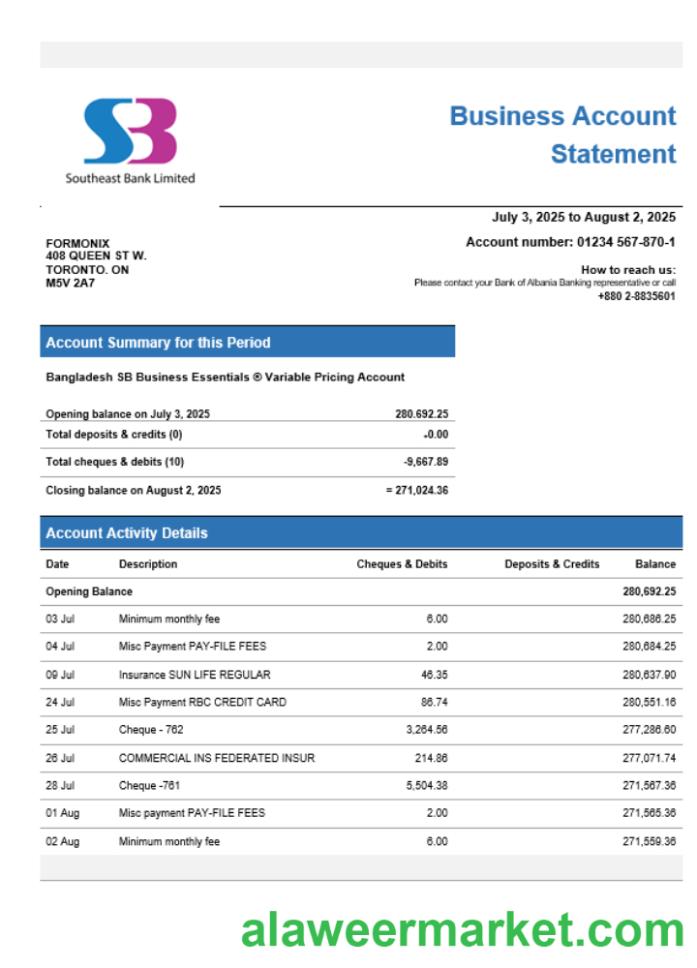 SB
Southeast Bank Limited
Business Account
Statement
July 3, 2025 to August 2, 2025
FORMONIX
408 QUEEN ST W.
TORONTO. ON
M5V 2A7
Account number: 01234 567-870-1
How to reach us:
Please contact your Bank of Albania Banking representative or call
+880 2-8835601
Account Summary for this Period
Bangladesh SB Business Essentials ® Variable Pricing Account
Opening balance on July 3, 2025 280.692.25
Total deposits & credits (0) +0.00
Total cheques & debits (10) -9,667.89
Closing balance on August 2, 2025 = 271,024.36
Account Activity Details
Date Description Cheques & Debits Deposits & Credits Balance
Opening Balance 280,692.25
03 Jul Minimum monthly fee 6.00 280,686.25
04 Jul Misc Payment PAY-FILE FEES 2.00 280,684.25
09 Jul Insurance SUN LIFE REGULAR 46.35 280,637.90
24 Jul Misc Payment RBC CREDIT CARD 86.74 280,551.16
25 Jul Cheque - 762 3,264.56 277,286.60
26 Jul COMMERCIAL INS FEDERATED INSUR 214.86 277,071.74
28 Jul Cheque -761 5,504.38 271,567.36
01 Aug Misc payment PAY-FILE FEES 2.00 271,565.36
02 Aug Minimum monthly fee 6.00 271,559.36
alaweermarket.com